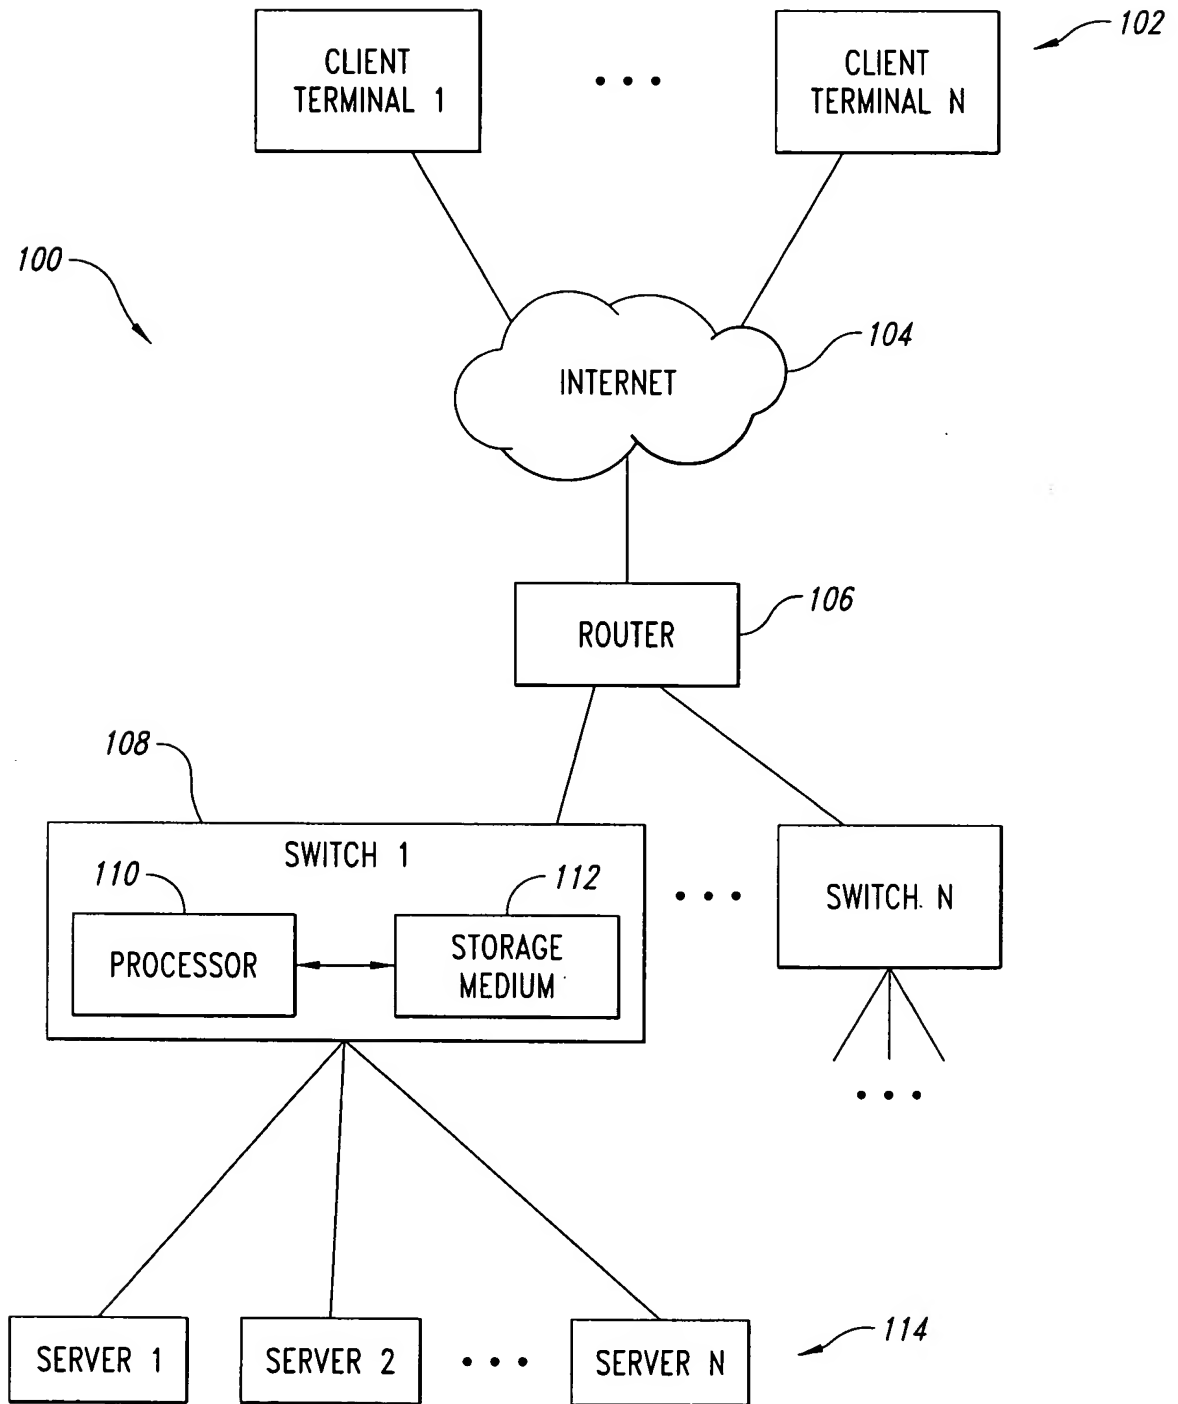 CLIENT
TERMINAL 1
• • •
CLIENT
TERMINAL N
102
100
INTERNET
104
ROUTER
106
108
SWITCH 1
110
PROCESSOR
112
STORAGE
MEDIUM
• • •
SWITCH N
• • •
SERVER 1
SERVER 2
• • •
SERVER N
114